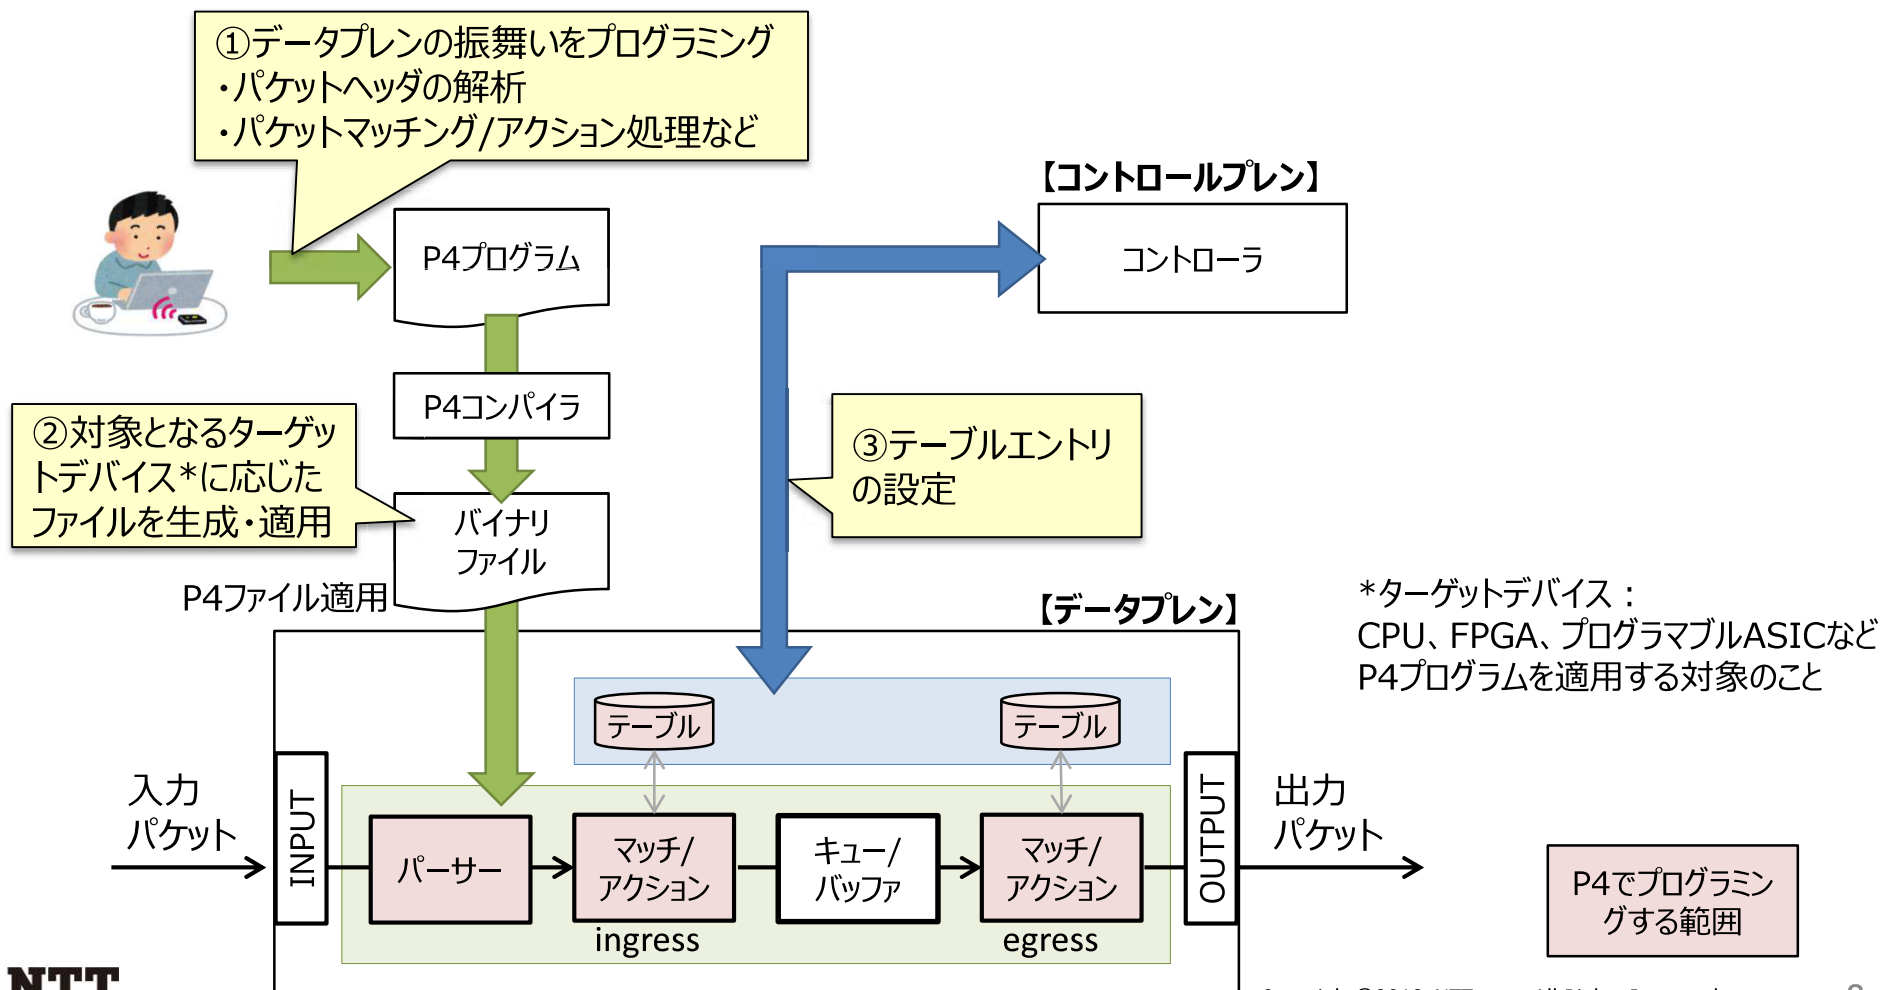 ①データプレンの振舞いをプログラミング
・パケットヘッダの解析
・パケットマッチング/アクション処理など
【コントロールプレン】
P4プログラム
コントローラ
P4コンパイラ
②対象となるターゲッ
トデバイス*に応じた
ファイルを生成・適用
③テーブルエントリ
の設定
バイナリ
ファイル
P4ファイル適用
【データプレン】
*ターゲットデバイス：
CPU、FPGA、プログラマブルASICなど
P4プログラムを適用する対象のこと
テーブル
テーブル
入力
パケット
INPUT
パーサー
マッチ/
アクション
ingress
キュー/
バッファ
マッチ/
アクション
egress
OUTPUT
出力
パケット
P4でプログラミン
グする範囲
NTT